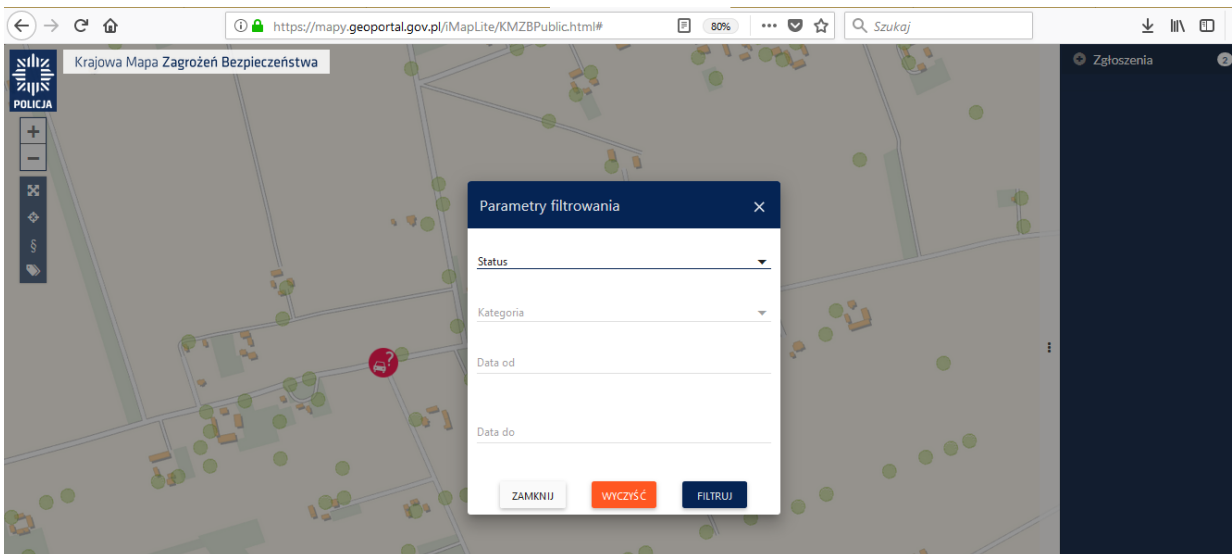 https://mapy.geoportal.gov.pl/iMapLite/KMZBPublic.html#
80%
Szukaj
POLICJA
Krajowa Mapa Zagrożeń Bezpieczeństwa
Zgłoszenia
2
§
?
Parametry filtrowania
Status
Kategoria
Data od
Data do
ZAMKNIJ
WYCZYŚĆ
FILTRUJ